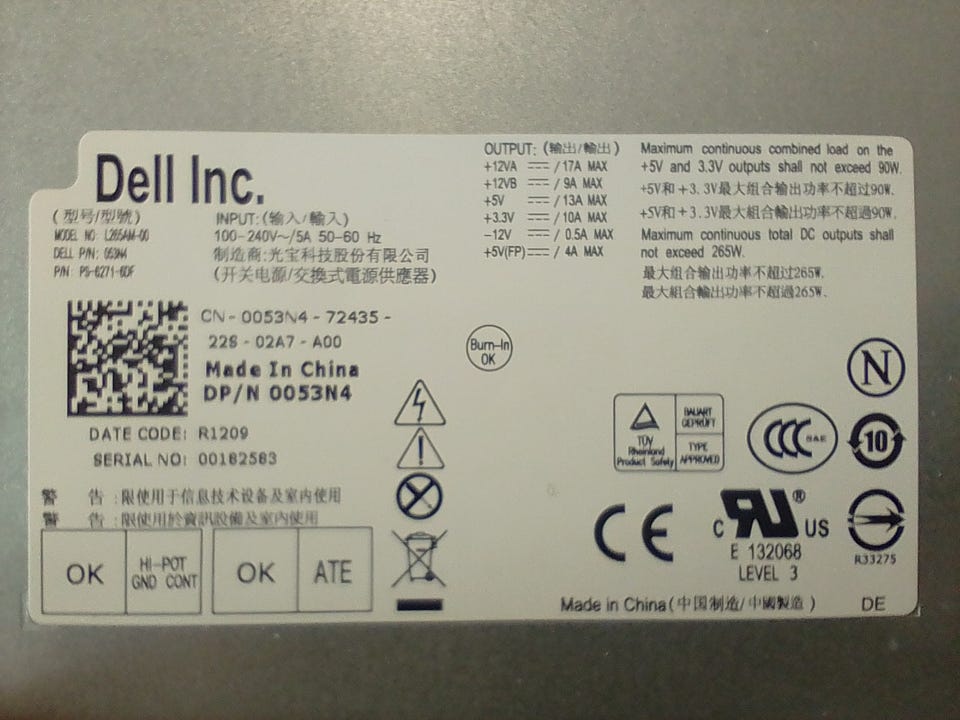 Dell Inc.
(型号/型號)
MODEL NO: L265AM-00
DELL P/N: 053N4
P/N: PS-6271-6DF
INPUT:(输入/輸入)
100-240V~/5A 50-60 Hz
制造商:光宝科技股份有限公司
(开关电源/交換式電源供應器)
OUTPUT: (输出/輸出)
+12VA ⎓ / 17A MAX
+12VB ⎓ / 9A MAX
+5V ⎓ / 13A MAX
+3.3V ⎓ / 10A MAX
-12V ⎓ / 0.5A MAX
+5V(FP) ⎓ / 4A MAX
Maximum continuous combined load on the
+5V and 3.3V outputs shall not exceed 90W.
+5V和+3.3V最大组合输出功率不超过90W.
+5V和+3.3V最大組合輸出功率不超過90W.
Maximum continuous total DC outputs shall
not exceed 265W.
最大组合输出功率不超过265W.
最大組合輸出功率不超過265W.
CN-0053N4-72435-
22S-02A7-A00
Made In China
DP/N 0053N4
DATE CODE: R1209
SERIAL NO: 00182583
Burn-In
OK
警 告 :限使用于信息技术设备及室内使用
警 告 :限使用於資訊設備及室內使用
OK
HI-POT
GND CONT
OK
ATE
TÜV
Rheinland
Product Safety
BAUART
GEPRÜFT
TYPE
APPROVED
CCC
S&E
N
10
CE
C RU ® US
E 132068
LEVEL 3
R33275
Made in China(中国制造/中國製造)
DE